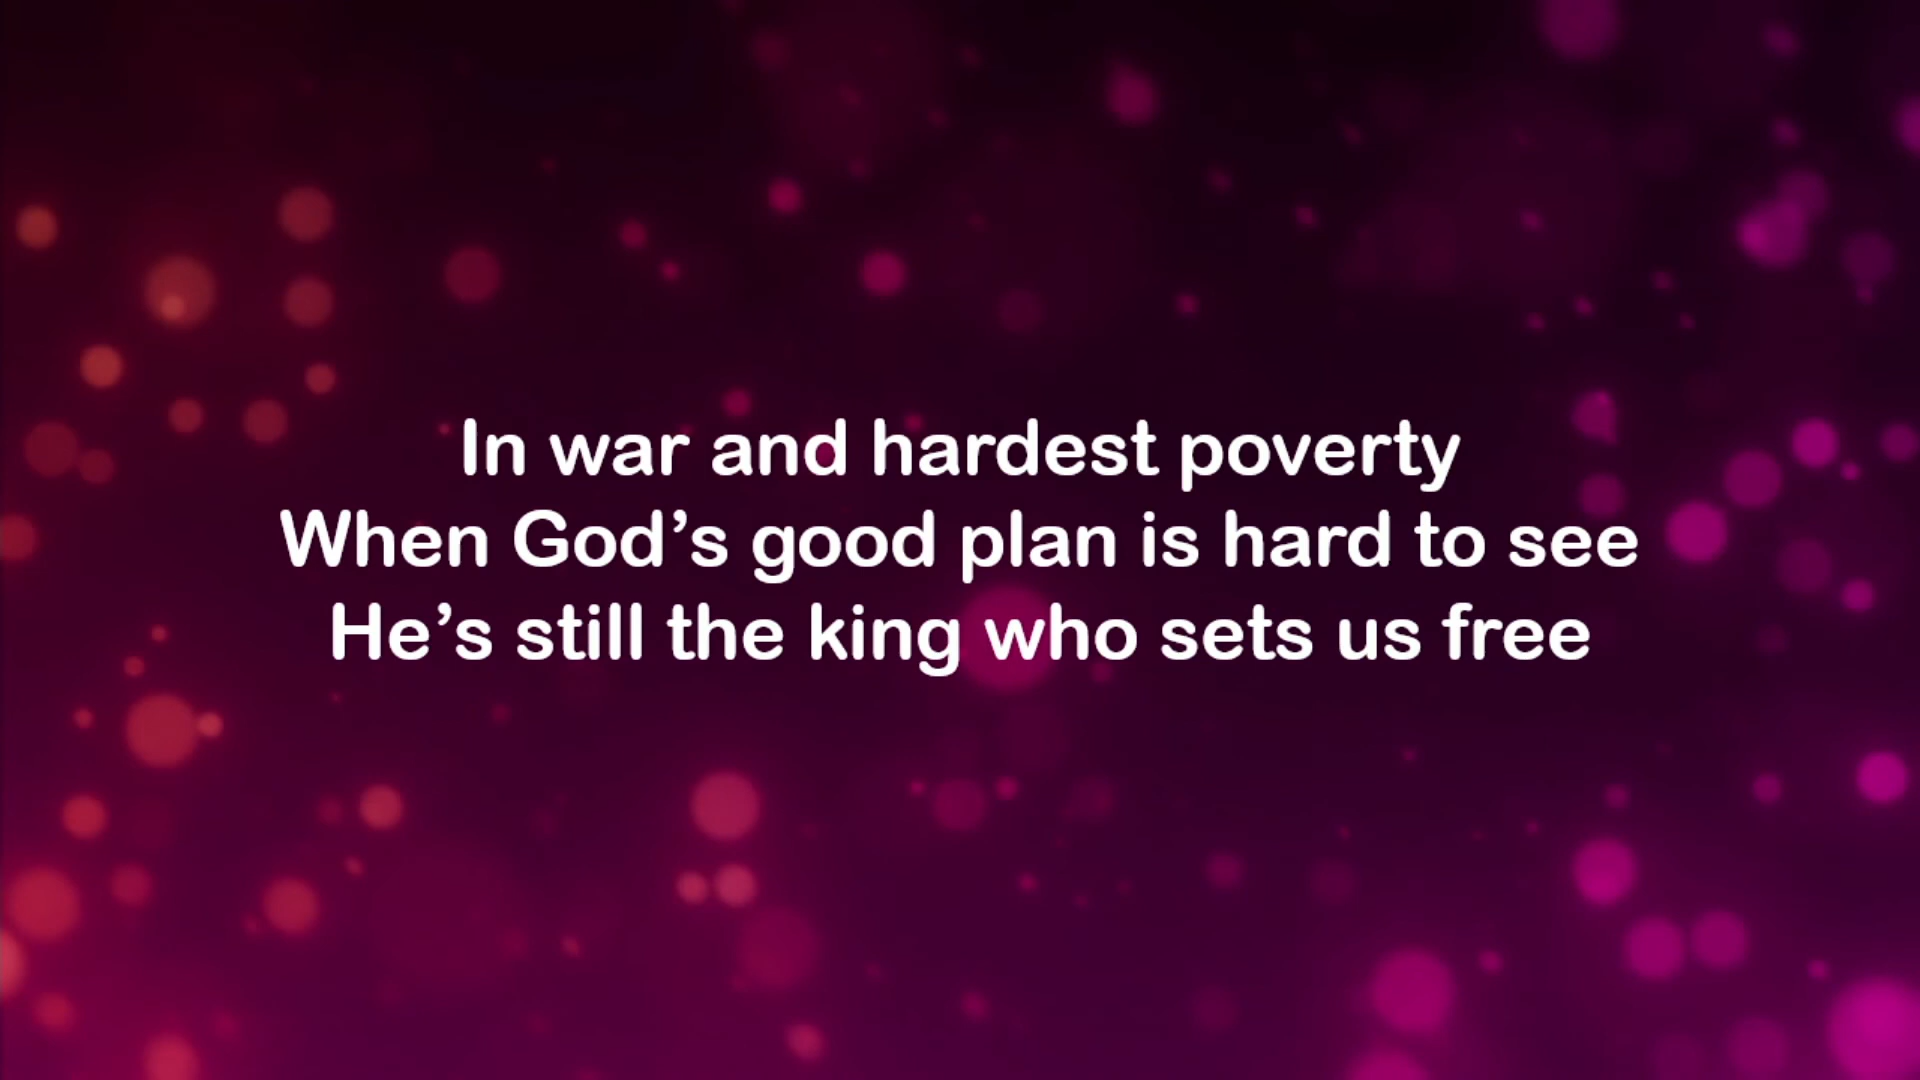 In war and hardest poverty
When God’s good plan is hard to see
He’s still the king who sets us free